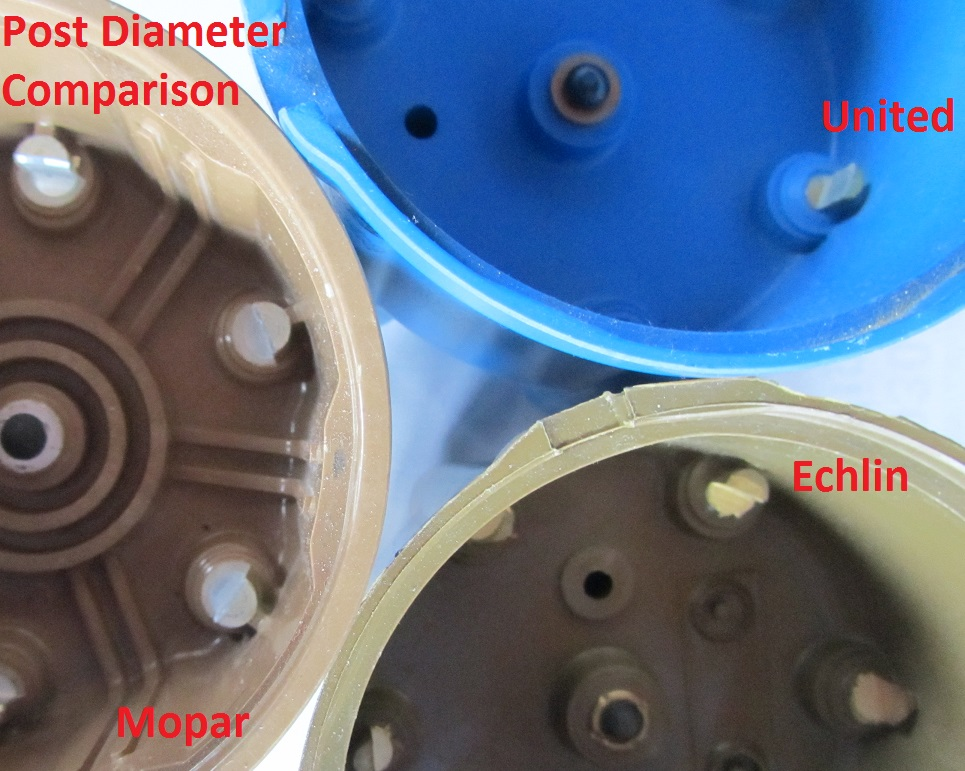 Post Diameter
Comparison
United
Echlin
Mopar